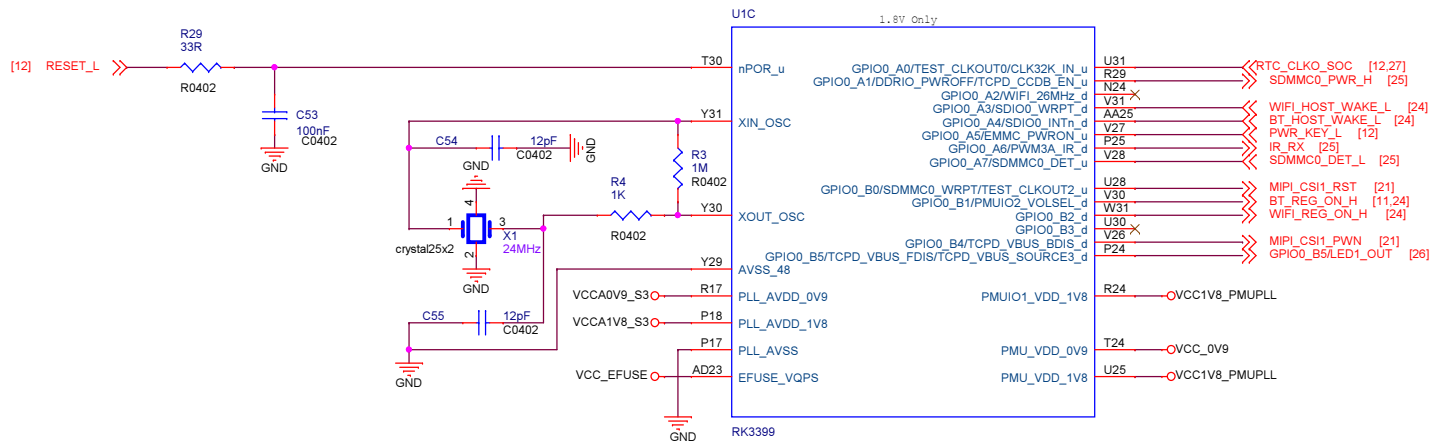 U1C
1.8V Only
R29
33R
R0402
[12] RESET_L
C53
100nF
C0402
GND
T30
nPOR_u
Y31
XIN_OSC
C54
12pF
C0402
GND
GND
R3
1M
R0402
R4
1K
R0402
Y30
XOUT_OSC
4
1
3
2
X1
24MHz
crystal25x2
GND
Y29
AVSS_48
VCCA0V9_S3
R17
PLL_AVDD_0V9
C55
12pF
C0402
VCCA1V8_S3
P18
PLL_AVDD_1V8
P17
PLL_AVSS
GND
VCC_EFUSE
AD23
EFUSE_VQPS
GND
RK3399
GPIO0_A0/TEST_CLKOUT0/CLK32K_IN_u
U31
RTC_CLKO_SOC [12,27]
GPIO0_A1/DDRIO_PWROFF/TCPD_CCDB_EN_u
R29
SDMMC0_PWR_H [25]
GPIO0_A2/WIFI_26MHz_d
N24
GPIO0_A3/SDIO0_WRPT_d
V31
WIFI_HOST_WAKE_L [24]
GPIO0_A4/SDIO0_INTn_d
AA25
BT_HOST_WAKE_L [24]
GPIO0_A5/EMMC_PWRON_u
V27
PWR_KEY_L [12]
GPIO0_A6/PWM3A_IR_d
P25
IR_RX [25]
GPIO0_A7/SDMMC0_DET_u
V28
SDMMC0_DET_L [25]
GPIO0_B0/SDMMC0_WRPT/TEST_CLKOUT2_u
U28
MIPI_CSI1_RST [21]
GPIO0_B1/PMUIO2_VOLSEL_d
V30
BT_REG_ON_H [11,24]
GPIO0_B2_d
W31
WIFI_REG_ON_H [24]
GPIO0_B3_d
U30
GPIO0_B4/TCPD_VBUS_BDIS_d
V26
MIPI_CSI1_PWN [21]
GPIO0_B5/TCPD_VBUS_FDIS/TCPD_VBUS_SOURCE3_d
P24
GPIO0_B5/LED1_OUT [26]
PMUIO1_VDD_1V8
R24
VCC1V8_PMUPLL
PMU_VDD_0V9
T24
VCC_0V9
PMU_VDD_1V8
U25
VCC1V8_PMUPLL